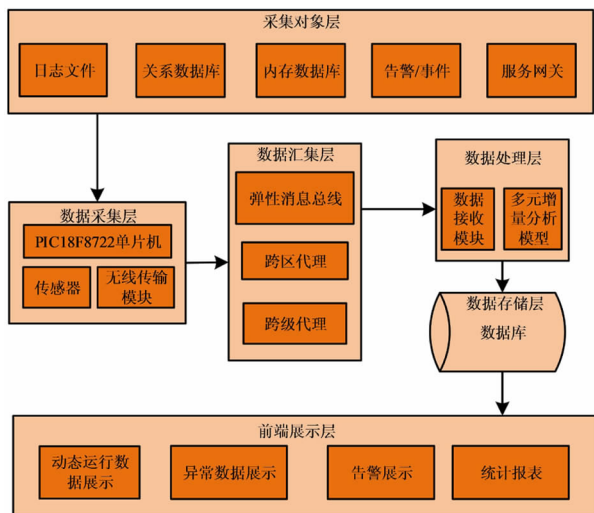 采集对象层
日志文件
关系数据库
内存数据库
告警/事件
服务网关
数据采集层
PIC18F8722单片机
传感器
无线传输
模块
数据汇集层
弹性消息总线
跨区代理
跨级代理
数据处理层
数据
接收
模块
多元增
量分析
模型
数据存储层
数据库
前端展示层
动态运行数
据展示
异常数据展示
告警展示
统计报表